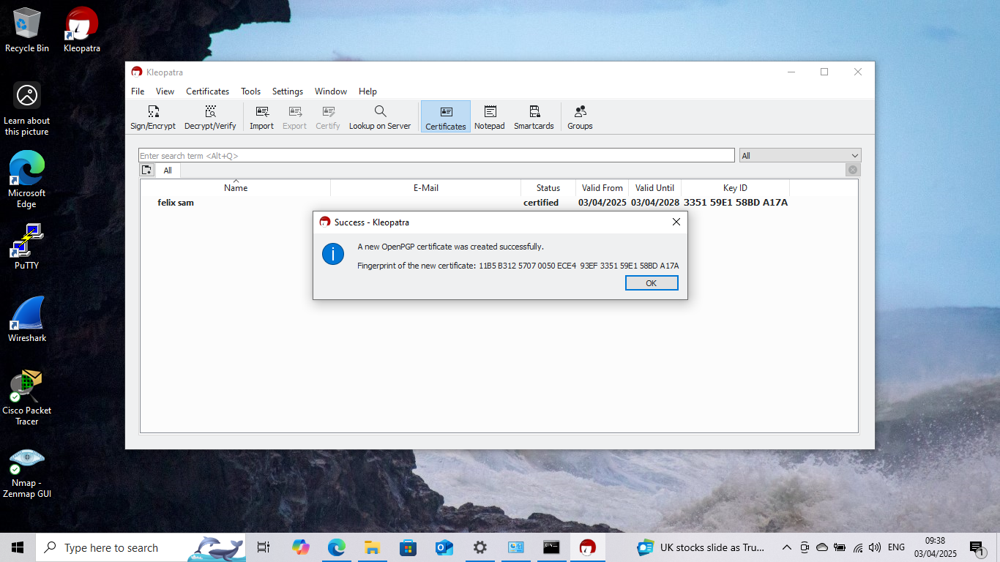 Recycle Bin
Kleopatra
Learn about
this picture
Microsoft
Edge
PuTTY
Wireshark
Cisco Packet
Tracer
Nmap -
Zenmap GUI
Kleopatra
File View Certificates Tools Settings Window Help
Sign/Encrypt Decrypt/Verify Import Export Certify Lookup on Server Certificates Notepad Smartcards Groups
Enter search term <Alt+Q> All
All
Name E-Mail Status Valid From Valid Until Key ID
felix sam certified 03/04/2025 03/04/2028 3351 59E1 58BD A17A
Success - Kleopatra
A new OpenPGP certificate was created successfully.
Fingerprint of the new certificate: 11B5 B312 5707 0050 ECE4 93EF 3351 59E1 58BD A17A
OK
Type here to search
UK stocks slide as Tru...
ENG
09:38
03/04/2025
1